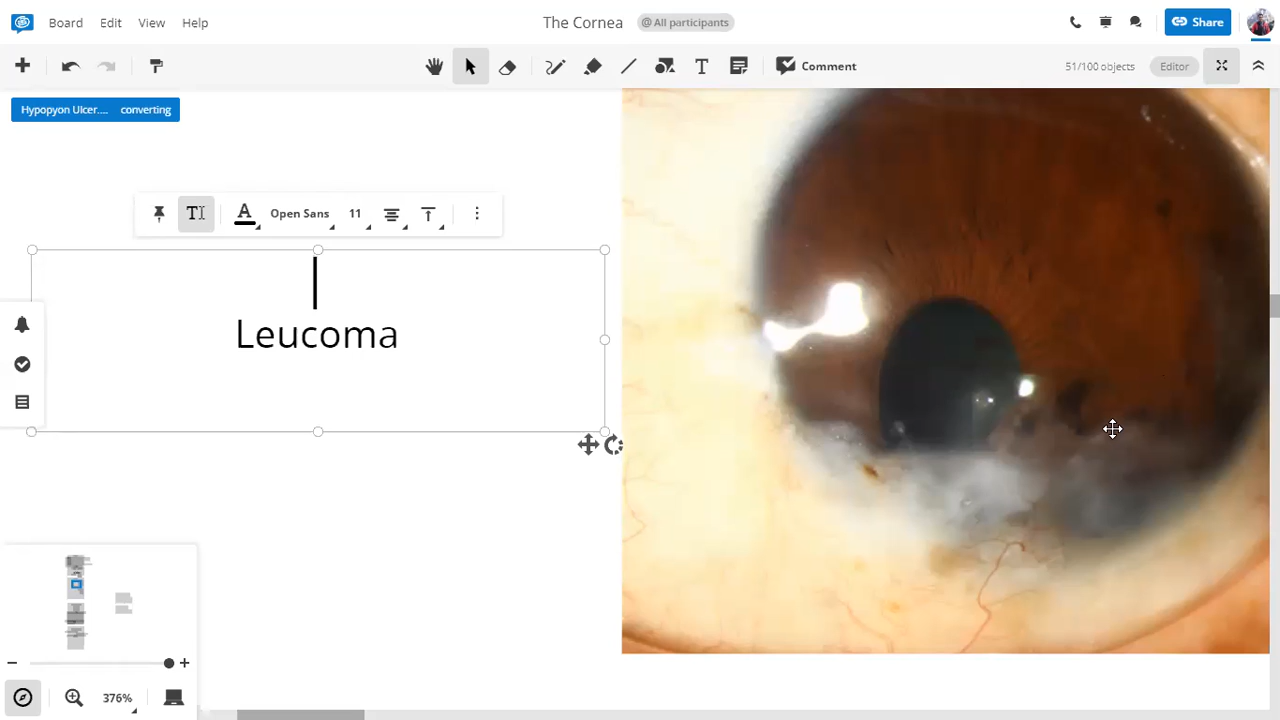 Board Edit View Help The Cornea @ All participants Share
Comment 51/100 objects Editor
Hypopyon Ulcer.... converting
T A Open Sans 11
Leucoma
376%